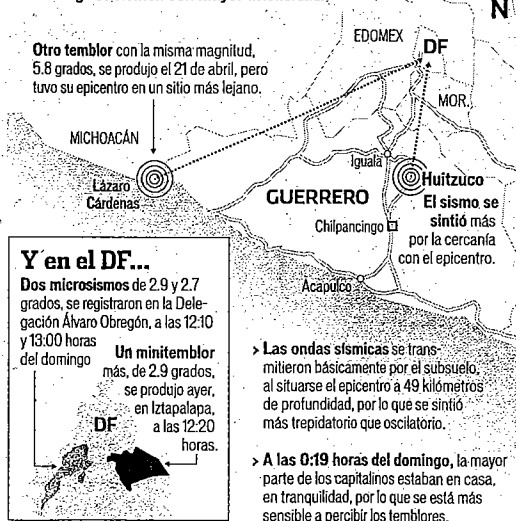 N
Otro temblor con la misma magnitud,
5.8 grados, se produjo el 21 de abril, pero
tuvo su epicentro en un sitio más lejano.
EDOMEX
DF
MOR.
MICHOACÁN
Lázaro
Cárdenas
Iguala
GUERRERO
Huitzuco
El sismo se
sintió más
por la cercanía
con el epicentro.
Chilpancingo
Acapulco
Y en el DF...
Dos microsismos de 2.9 y 2.7
grados, se registraron en la Dele-
gación Álvaro Obregón, a las 12:10
y 13:00 horas
del domingo
Un minitemblor
más, de 2.9 grados,
se produjo ayer,
en Iztapalapa,
a las 12:20
horas.
DF
> Las ondas sísmicas se trans-
mitieron básicamente por el subsuelo,
al situarse el epicentro a 49 kilómetros
de profundidad, por lo que se sintió
más trepidatorio que oscilatorio.
> A las 0:19 horas del domingo, la mayor
parte de los capitalinos estaban en casa,
en tranquilidad, por lo que se está más
sensible a percibir los temblores.